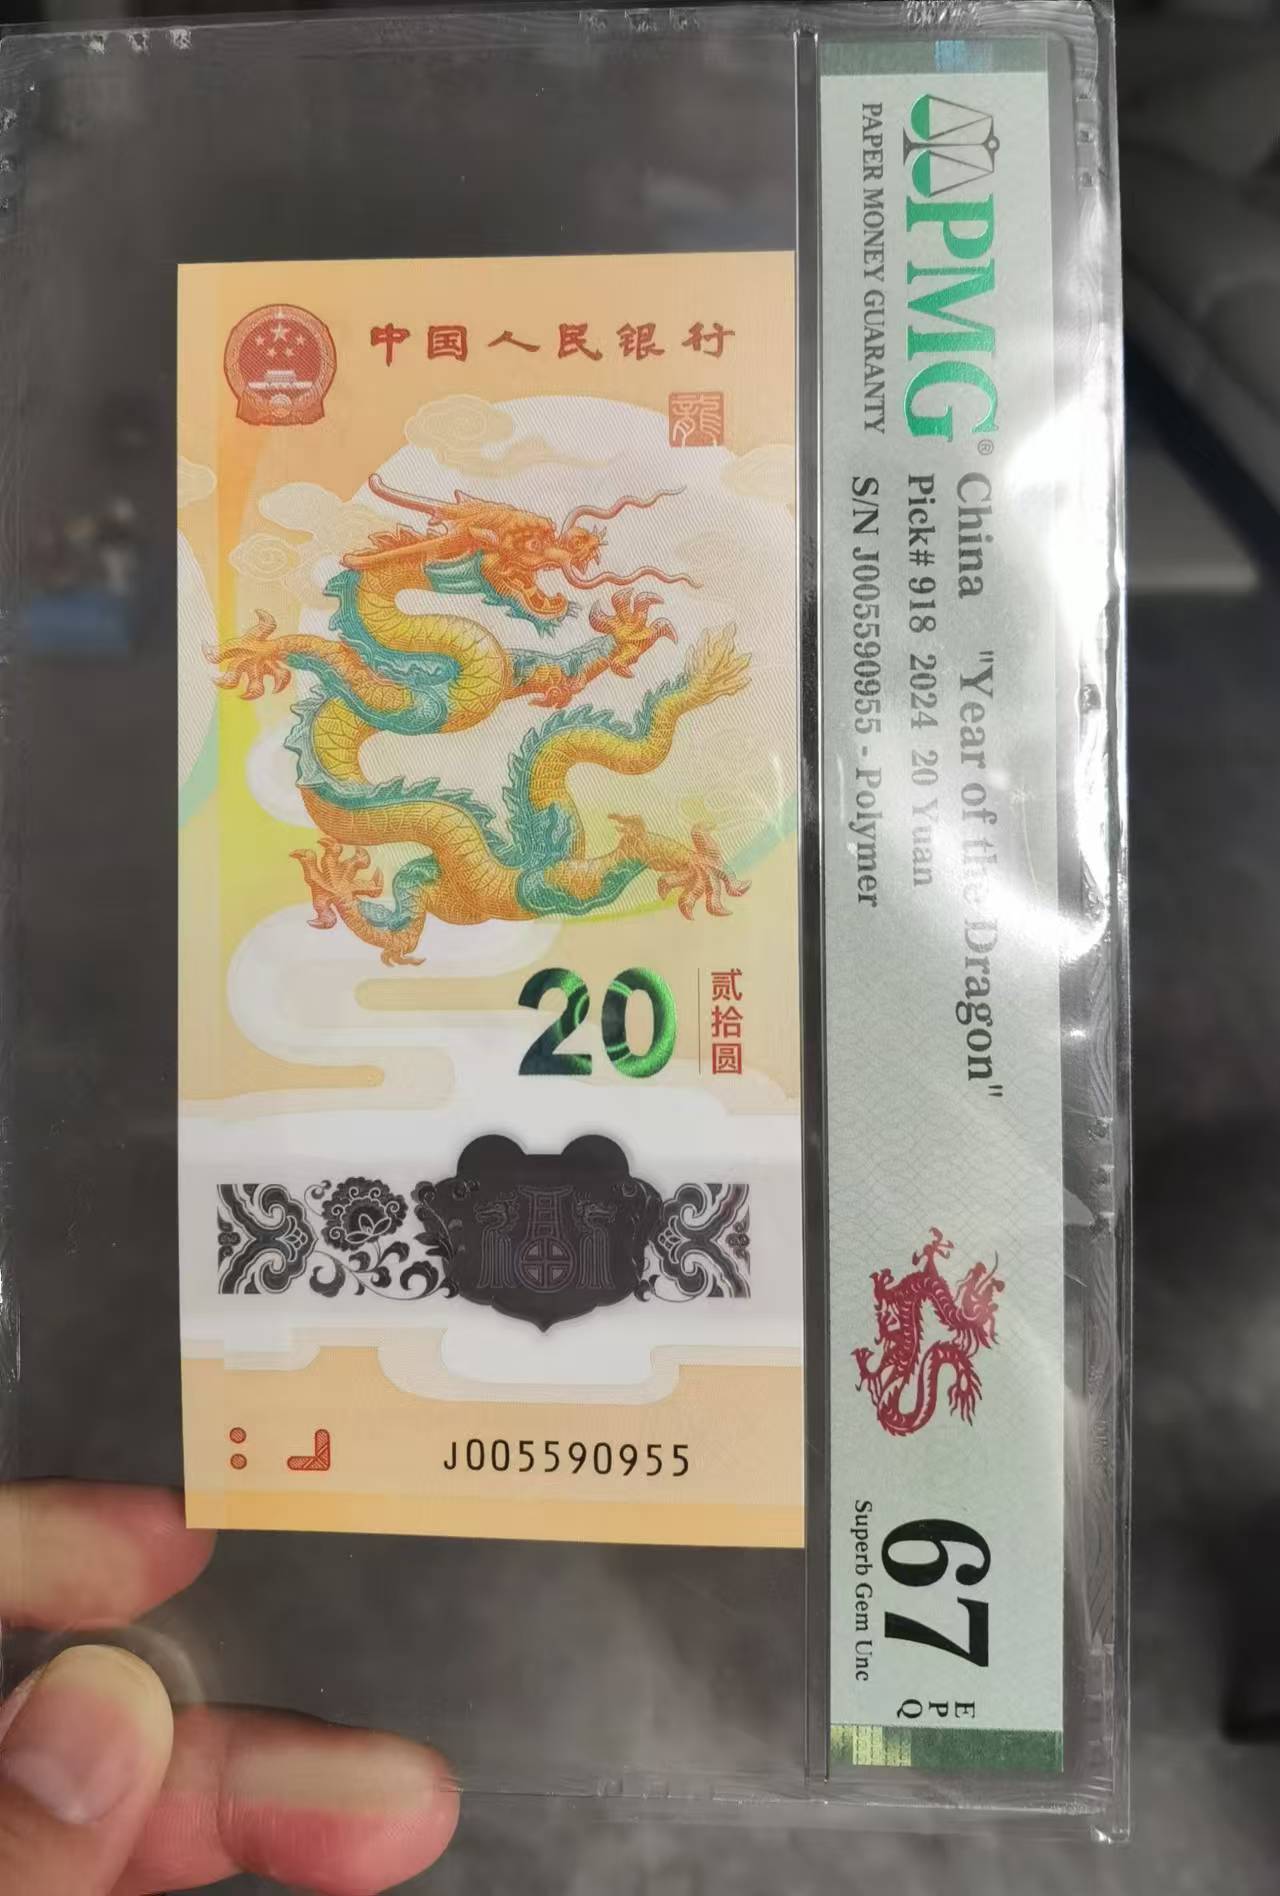 中国人民银行
龍
20
贰拾圆
J005590955
PMG®
PAPER MONEY GUARANTY
China "Year of the Dragon"
Pick# 918 2024 20 Yuan
S/N J005590955 - Polymer
67
EPQ
Superb Gem Unc